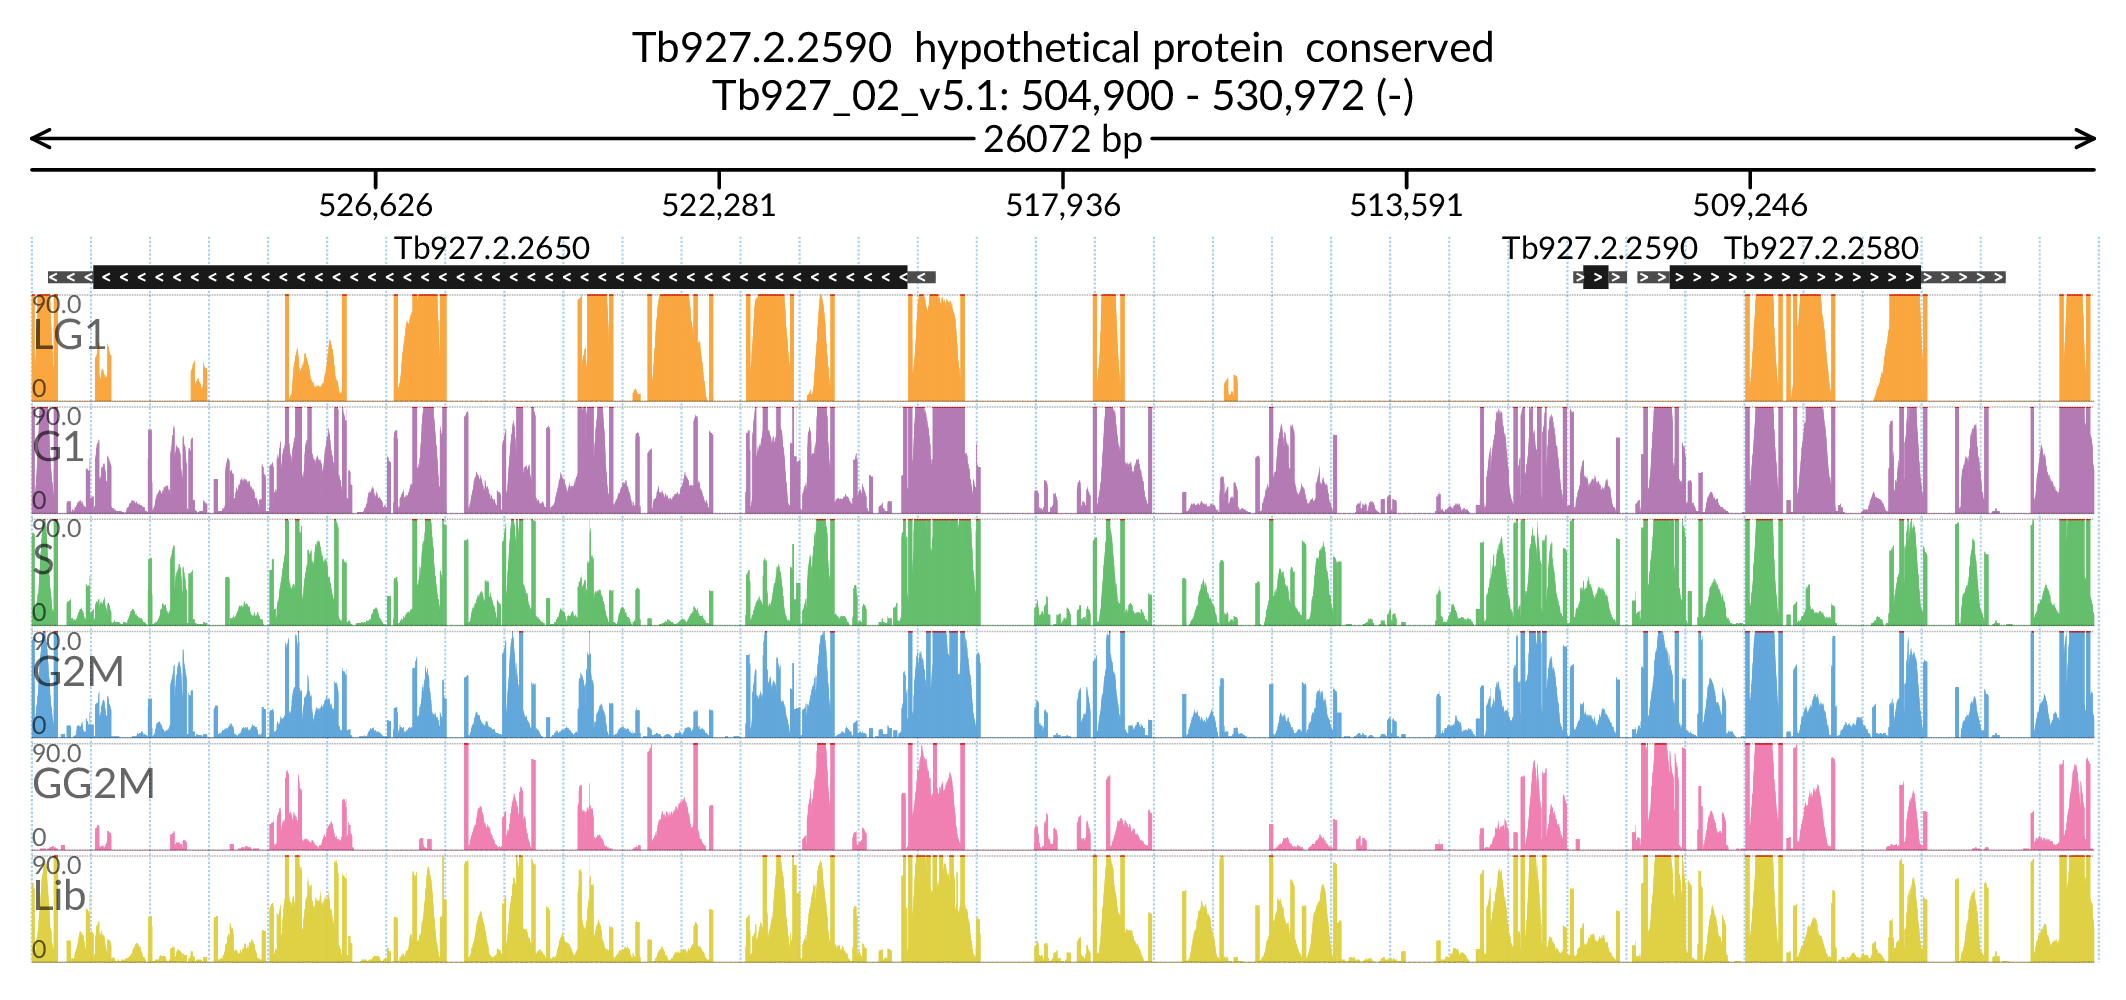 Tb927.2.2590 hypothetical protein conserved
Tb927_02_v5.1: 504,900 - 530,972 (-)
26072 bp
526,626 522,281 517,936 513,591 509,246
Tb927.2.2650 Tb927.2.2590 Tb927.2.2580
90.0
LG1
0
90.0
G1
0
90.0
S
0
90.0
G2M
0
90.0
GG2M
0
90.0
Lib
0